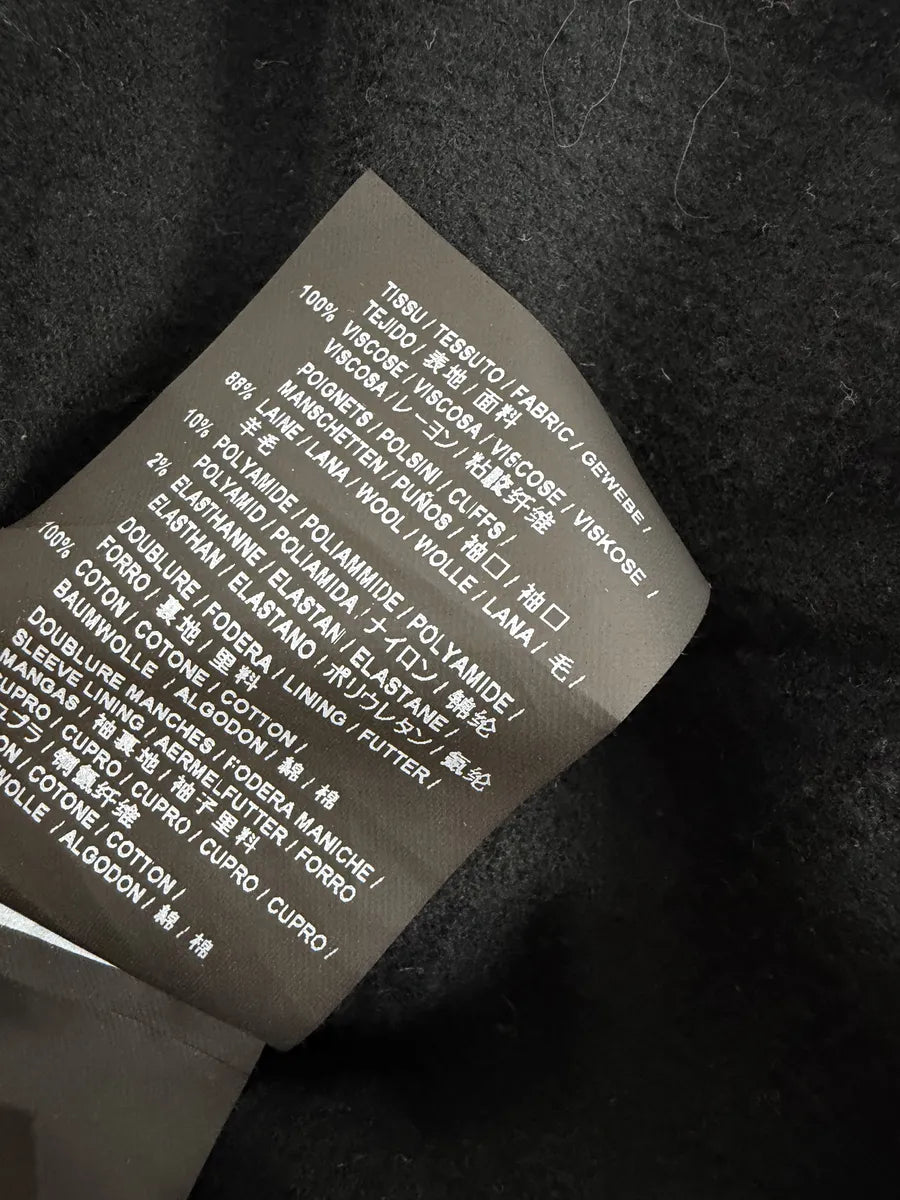 TISSU / TESSUTO / FABRIC / GEWEBE /
TEJIDO / 表地 / 面料
100% VISCOSE / VISCOSA / VISCOSE / VISKOSE /
VISCOSA / レーヨン / 粘胶纤维
POIGNETS / POLSINI / CUFFS /
MANSCHETTEN / PUÑOS / 袖口 / 袖口
88% LAINE / LANA / WOOL / WOLLE / LANA / 毛 /
羊毛
10% POLYAMIDE / POLIAMMIDE / POLYAMIDE /
POLYAMID / POLIAMIDA / ナイロン / 锦纶
2% ELASTHANNE / ELASTAN / ELASTANE /
ELASTHAN / ELASTANO / ポリウレタン / 氨纶
DOUBLURE / FODERA / LINING / FUTTER /
FORRO / 裏地 / 里料
100% COTON / COTONE / COTTON /
BAUMWOLLE / ALGODON / 綿 / 棉
DOUBLURE MANCHES / FODERA MANICHE /
SLEEVE LINING / AERMELFUTTER / FORRO
MANGAS / 袖裏地 / 袖子里料
CUPRO / CUPRO / CUPRO / CUPRO / CUPRO /
ュプラ / 铜氨纤维
ON / COTONE / COTTON /
WOLLE / ALGODON / 綿 / 棉